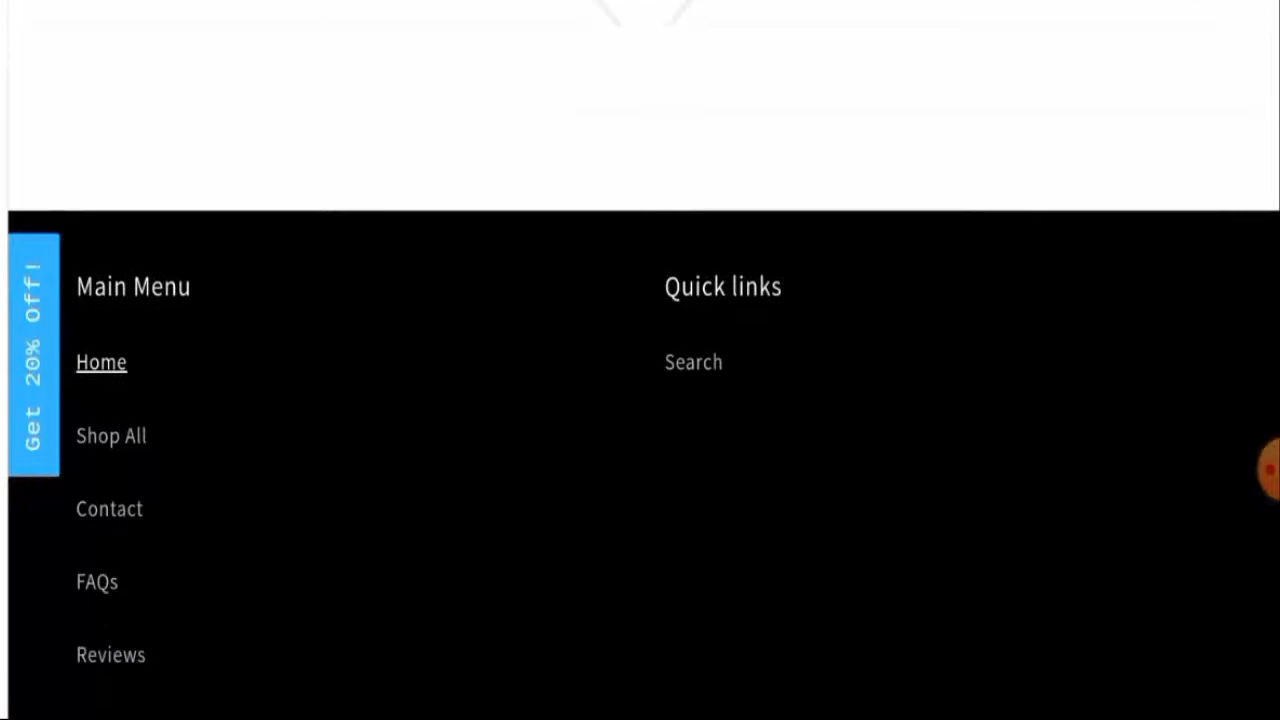 Get 20% Off!
Main Menu
Home
Shop All
Contact
FAQs
Reviews
Quick links
Search